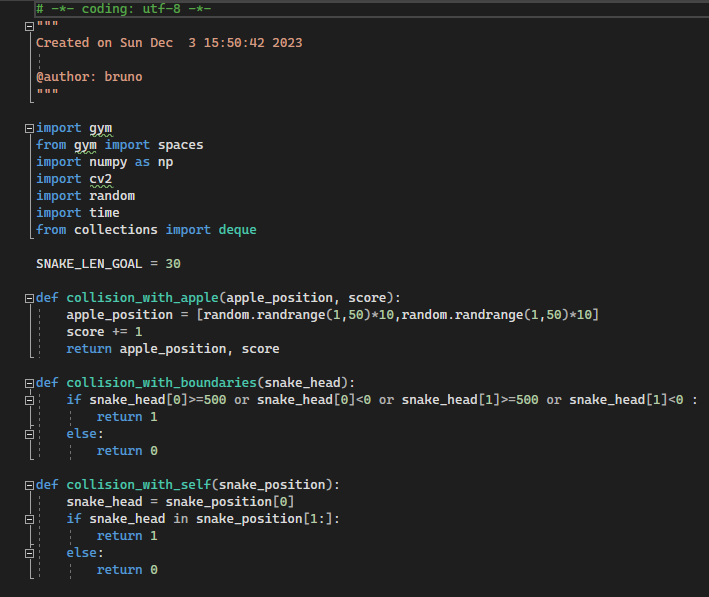 # -*- coding: utf-8 -*-
"""
Created on Sun Dec  3 15:50:42 2023

@author: bruno
"""

import gym
from gym import spaces
import numpy as np
import cv2
import random
import time
from collections import deque

SNAKE_LEN_GOAL = 30

def collision_with_apple(apple_position, score):
    apple_position = [random.randrange(1,50)*10,random.randrange(1,50)*10]
    score += 1
    return apple_position, score

def collision_with_boundaries(snake_head):
    if snake_head[0]>=500 or snake_head[0]<0 or snake_head[1]>=500 or snake_head[1]<0 :
        return 1
    else:
        return 0

def collision_with_self(snake_position):
    snake_head = snake_position[0]
    if snake_head in snake_position[1:]:
        return 1
    else:
        return 0